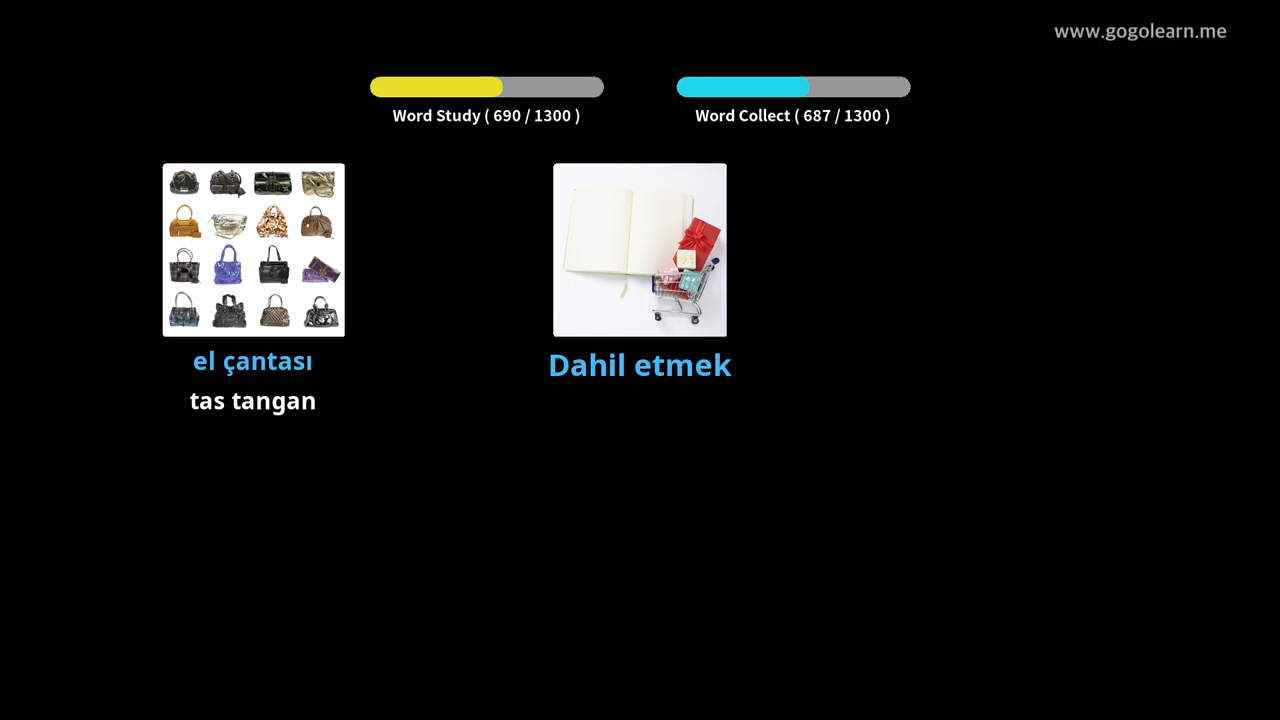 www.gogolearn.me
Word Study ( 690 / 1300 )
Word Collect ( 687 / 1300 )
el çantası
tas tangan
Dahil etmek